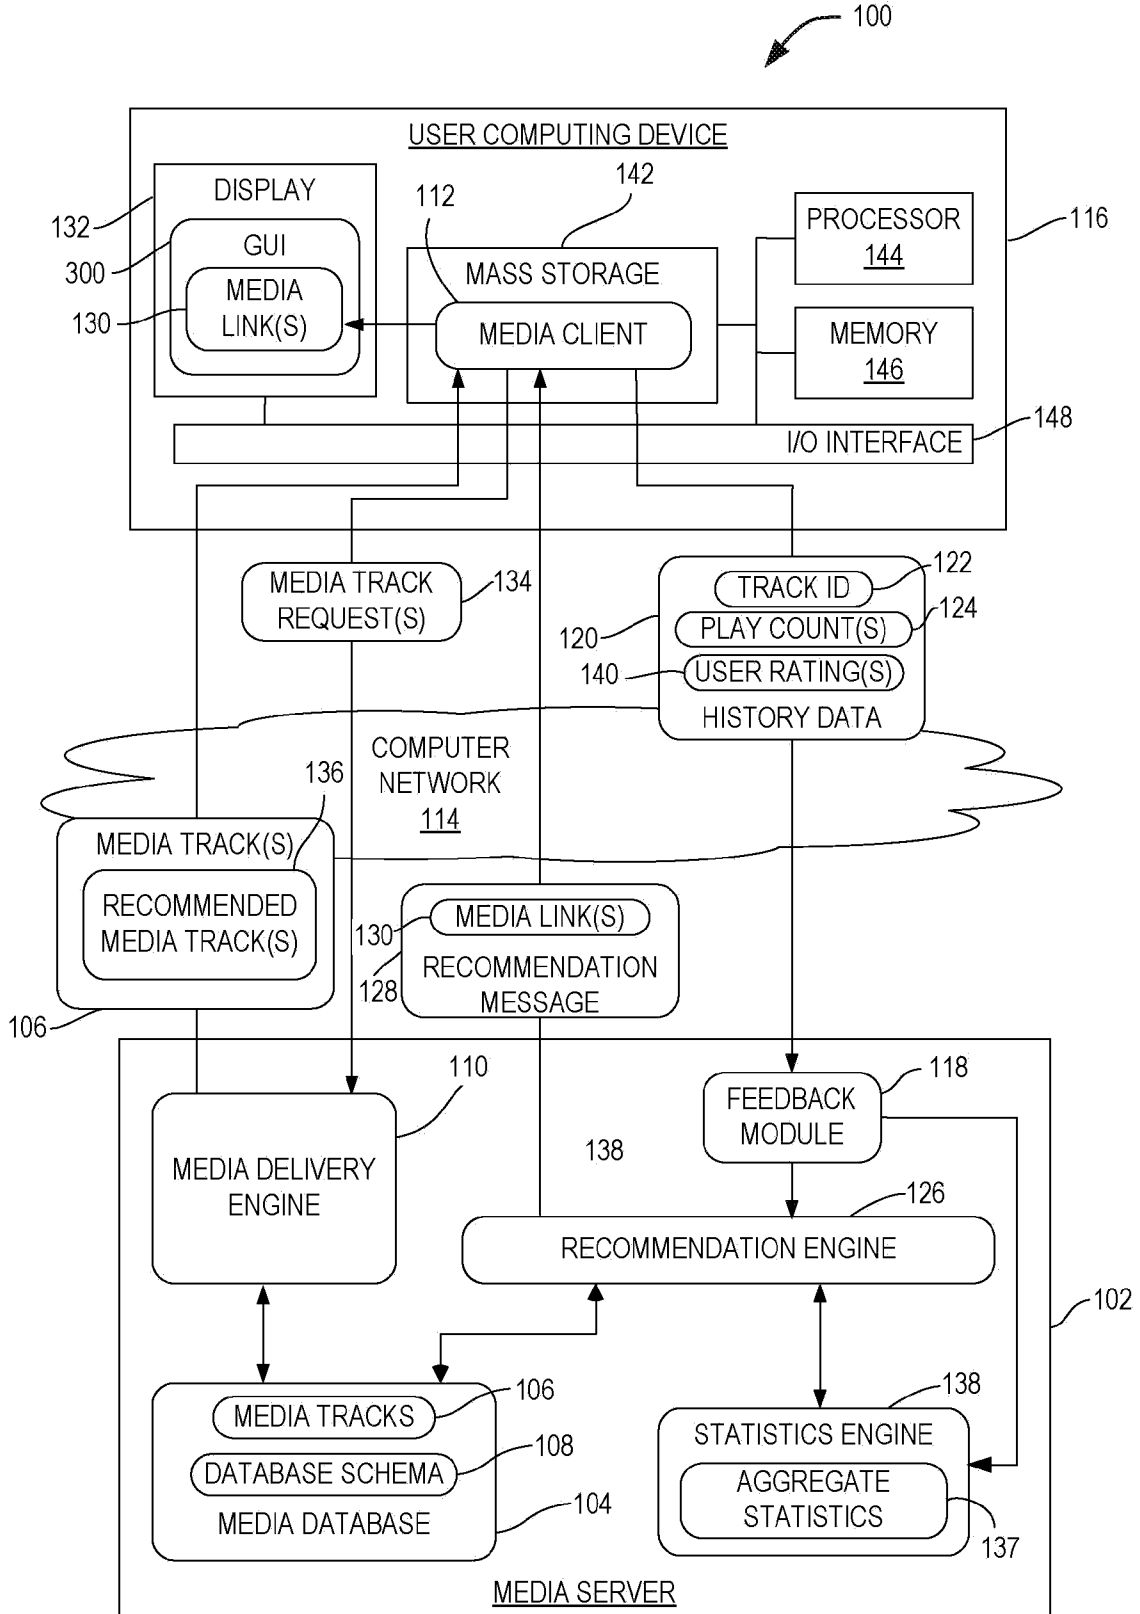 100
USER COMPUTING DEVICE
DISPLAY
132
GUI
300
MEDIA
LINK(S)
130
112
142
MASS STORAGE
MEDIA CLIENT
PROCESSOR
144
116
MEMORY
146
148
I/O INTERFACE
MEDIA TRACK
REQUEST(S)
134
TRACK ID
122
PLAY COUNT(S)
124
120
USER RATING(S)
140
HISTORY DATA
COMPUTER
NETWORK
114
136
MEDIA TRACK(S)
RECOMMENDED
MEDIA TRACK(S)
106
MEDIA LINK(S)
130
128
RECOMMENDATION
MESSAGE
110
MEDIA DELIVERY
ENGINE
138
118
FEEDBACK
MODULE
126
RECOMMENDATION ENGINE
102
106
MEDIA TRACKS
108
DATABASE SCHEMA
104
MEDIA DATABASE
138
STATISTICS ENGINE
AGGREGATE
STATISTICS
137
MEDIA SERVER